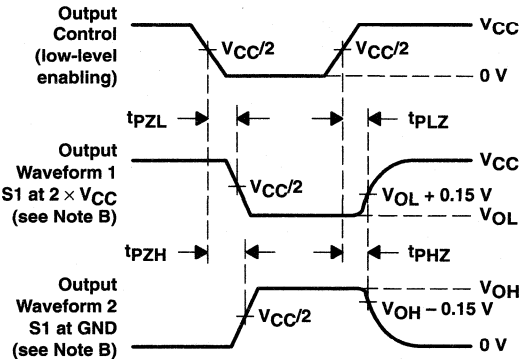 Output
Control
(low-level
enabling)
VCC/2
VCC/2
VCC
0 V
tPZL
tPLZ
Output
Waveform 1
S1 at 2 × VCC
(see Note B)
VCC/2
VCC
VOL + 0.15 V
VOL
tPZH
tPHZ
Output
Waveform 2
S1 at GND
(see Note B)
VCC/2
VOH
VOH − 0.15 V
0 V